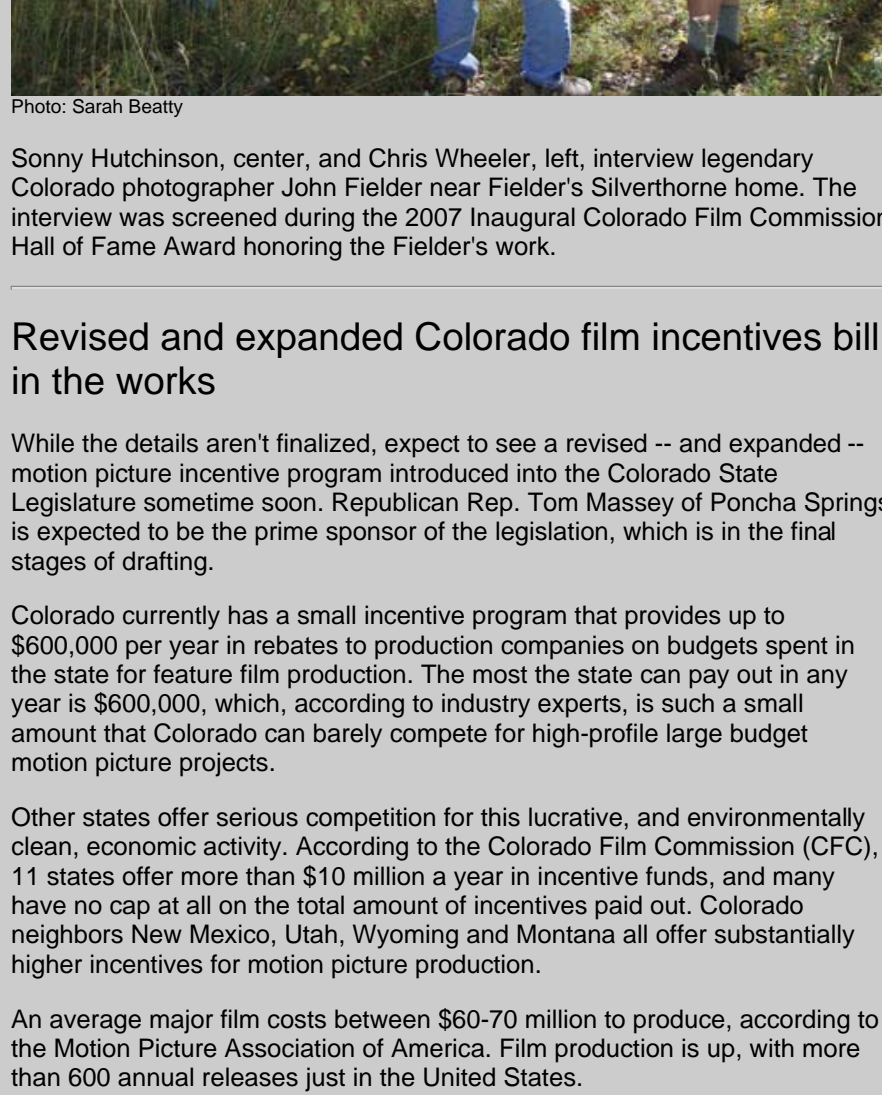 Photo: Sarah Beatty
Sonny Hutchinson, center, and Chris Wheeler, left, interview legendary
Colorado photographer John Fielder near Fielder's Silverthorne home. The
interview was screened during the 2007 Inaugural Colorado Film Commission
Hall of Fame Award honoring the Fielder's work.
Revised and expanded Colorado film incentives bill
in the works
While the details aren't finalized, expect to see a revised -- and expanded --
motion picture incentive program introduced into the Colorado State
Legislature sometime soon. Republican Rep. Tom Massey of Poncha Springs
is expected to be the prime sponsor of the legislation, which is in the final
stages of drafting.
Colorado currently has a small incentive program that provides up to
$600,000 per year in rebates to production companies on budgets spent in
the state for feature film production. The most the state can pay out in any
year is $600,000, which, according to industry experts, is such a small
amount that Colorado can barely compete for high-profile large budget
motion picture projects.
Other states offer serious competition for this lucrative, and environmentally
clean, economic activity. According to the Colorado Film Commission (CFC),
11 states offer more than $10 million a year in incentive funds, and many
have no cap at all on the total amount of incentives paid out. Colorado
neighbors New Mexico, Utah, Wyoming and Montana all offer substantially
higher incentives for motion picture production.
An average major film costs between $60-70 million to produce, according to
the Motion Picture Association of America. Film production is up, with more
than 600 annual releases just in the United States.